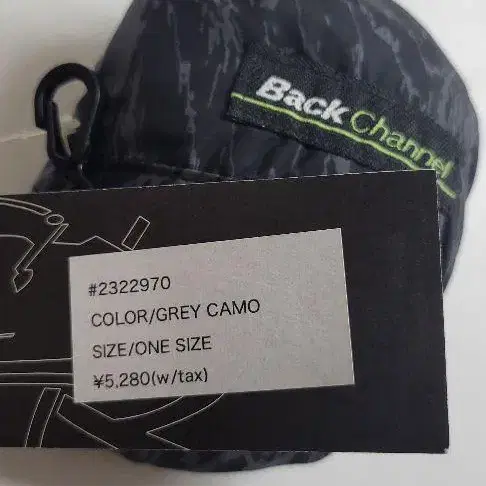 Back Channel
#2322970
COLOR/GREY CAMO
SIZE/ONE SIZE
¥5,280(w/tax)